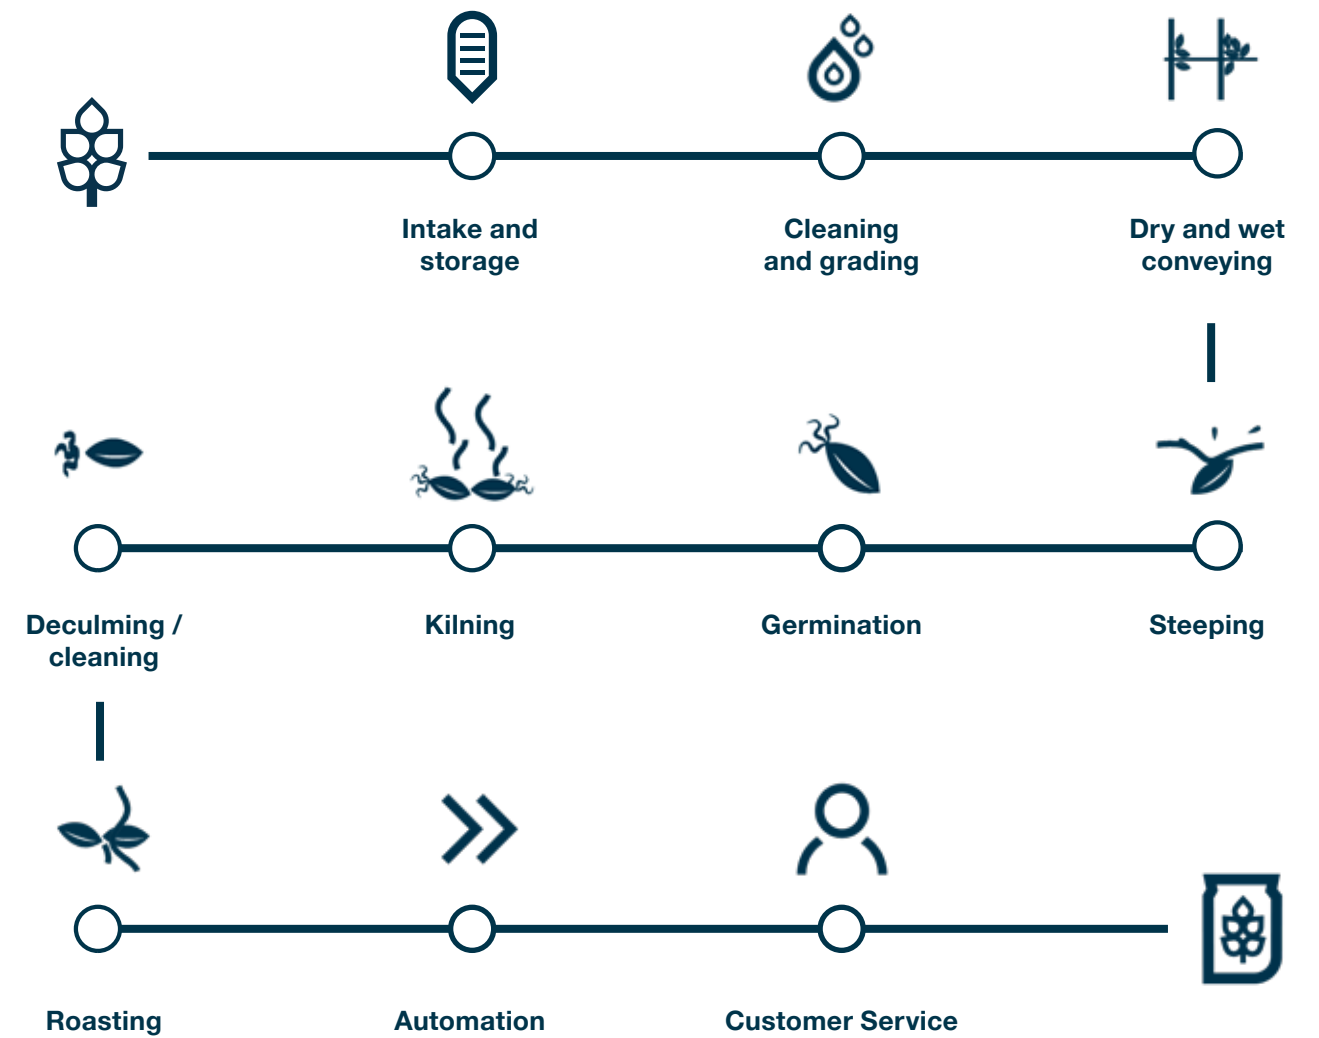 Intake and
storage
Cleaning
and grading
Dry and wet
conveying
Deculming /
cleaning
Kilning
Germination
Steeping
Roasting
Automation
Customer Service